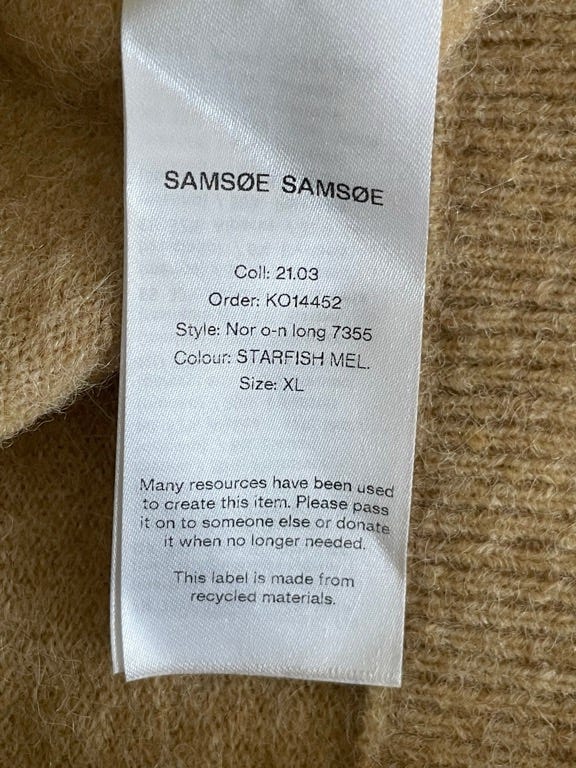 SAMSØE SAMSØE
Coll: 21.03
Order: KO14452
Style: Nor o-n long 7355
Colour: STARFISH MEL.
Size: XL
Many resources have been used
to create this item. Please pass
it on to someone else or donate
it when no longer needed.
This label is made from
recycled materials.